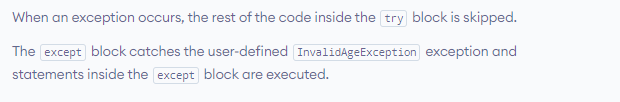 When an exception occurs, the rest of the code inside the try block is skipped.
The except block catches the user-defined InvalidAgeException exception and
statements inside the except block are executed.